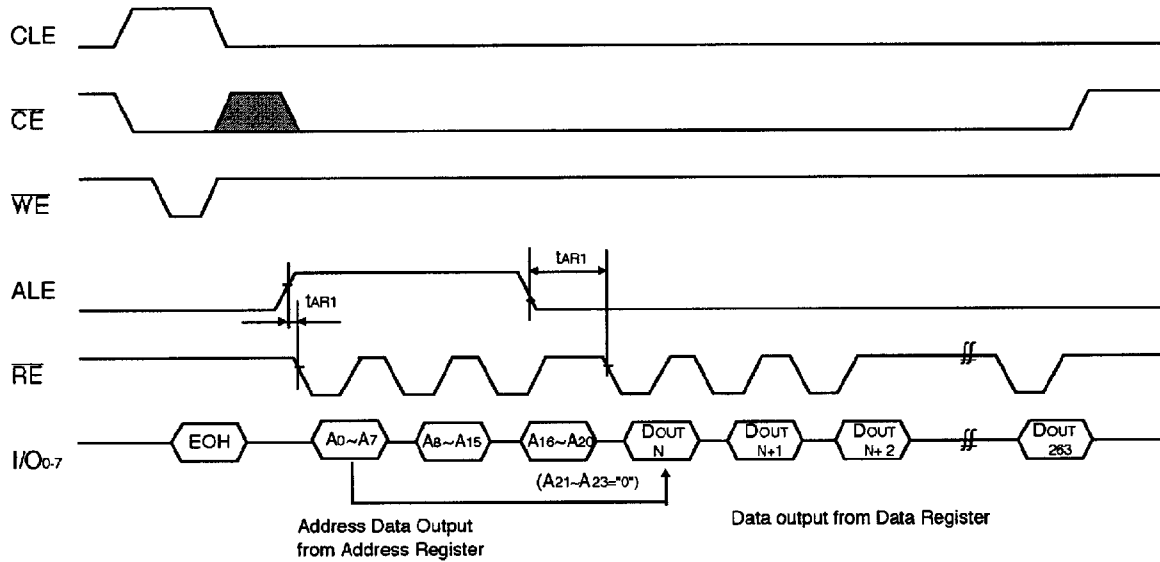 CLE
CE
WE
ALE
tAR1
tAR1
RE
I/O0-7
EOH
A0~A7
A8~A15
A16~A20
DOUT N
DOUT N+1
DOUT N+2
DOUT 263
(A21~A23="0")
Address Data Output
from Address Register
Data output from Data Register